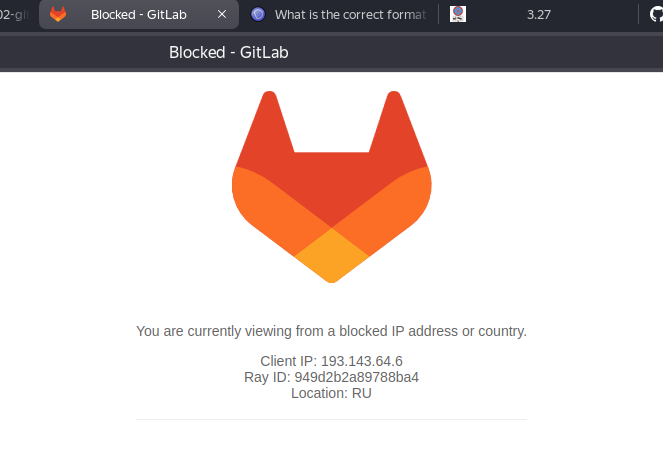 02-gi
Blocked - GitLab
What is the correct format
3.27
Blocked - GitLab
You are currently viewing from a blocked IP address or country.
Client IP: 193.143.64.6
Ray ID: 949d2b2a89788ba4
Location: RU